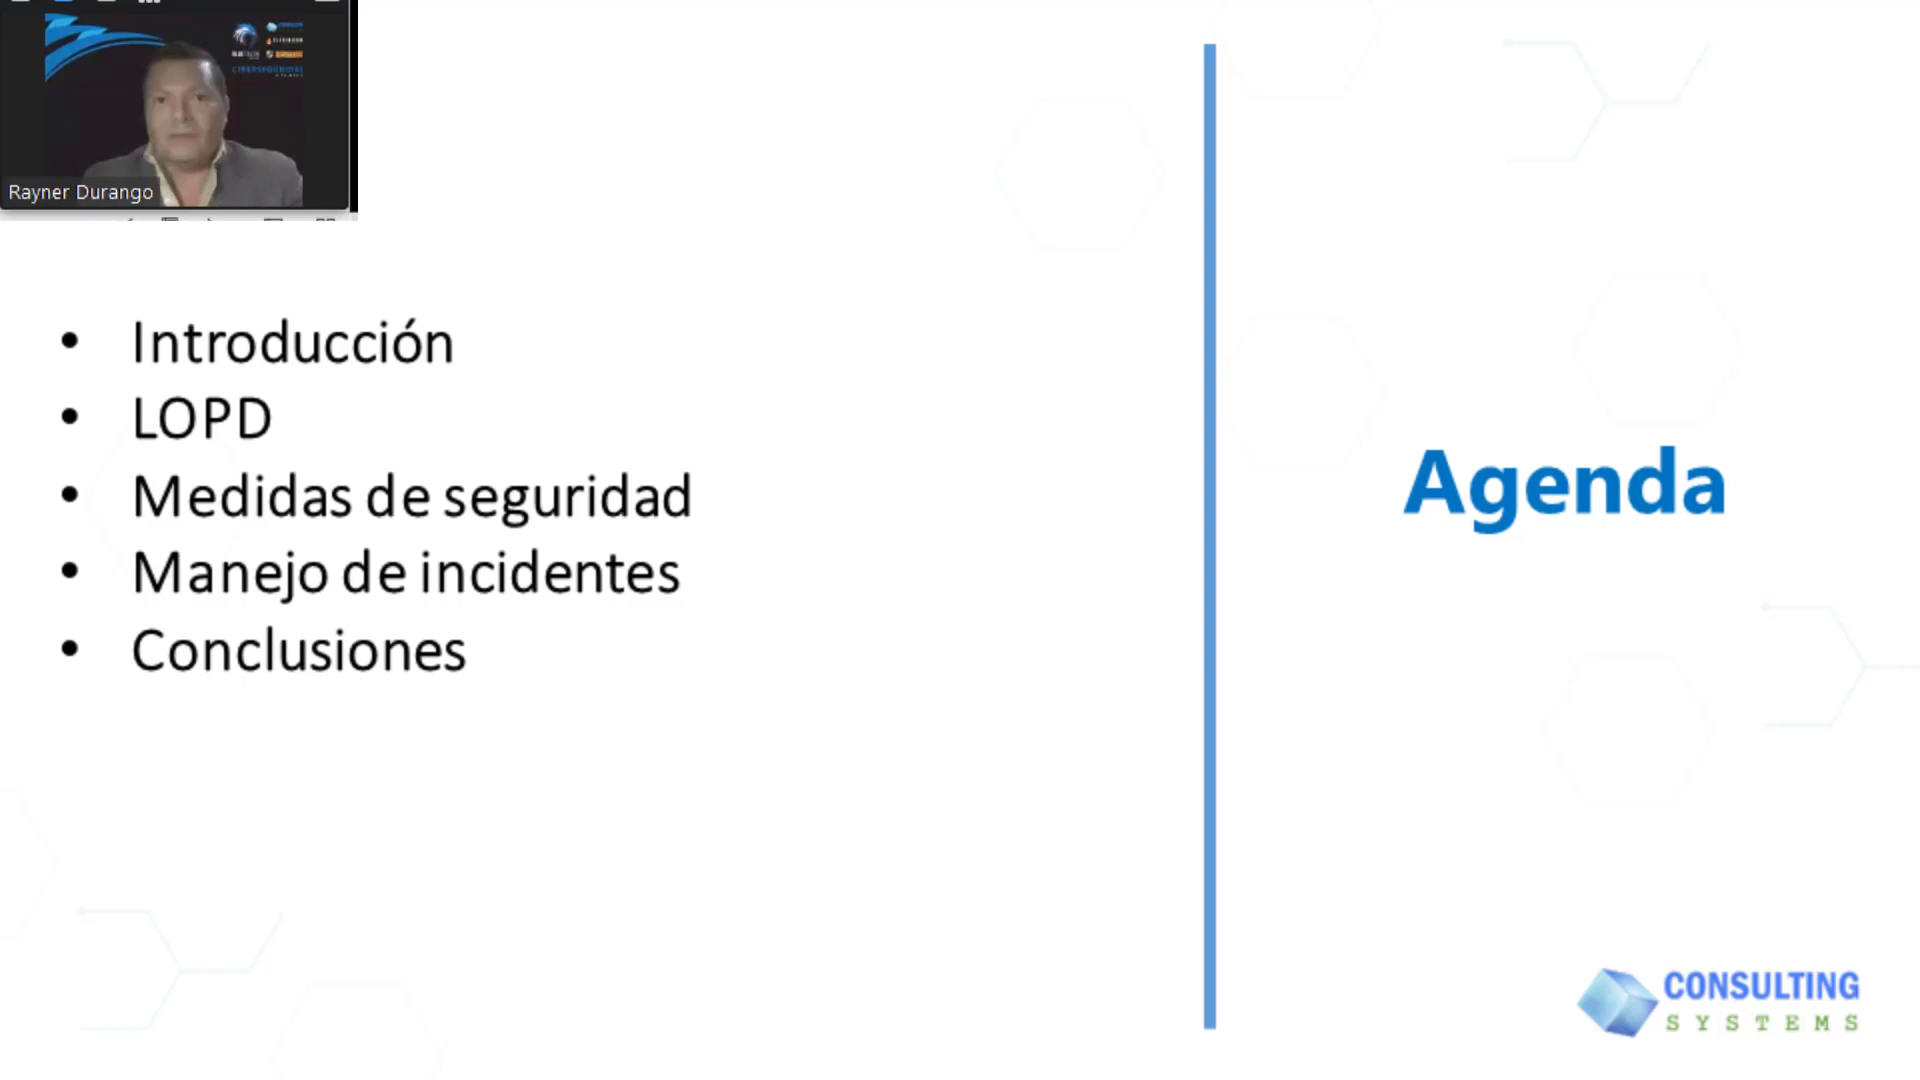 Rayner Durango
• Introducción
• LOPD
• Medidas de seguridad
• Manejo de incidentes
• Conclusiones
Agenda
CONSULTING
SYSTEMS